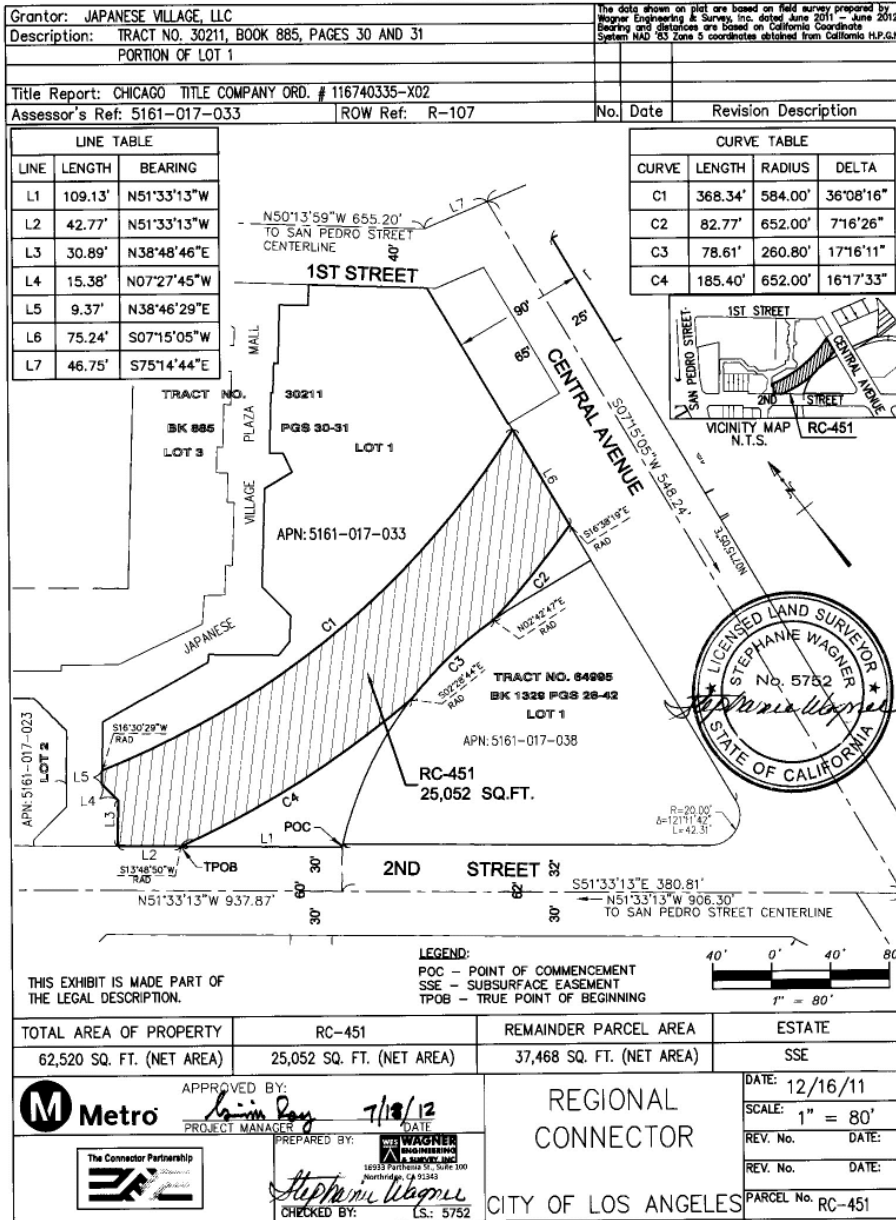 Grantor: JAPANESE VILLAGE, LLC
Description: TRACT NO. 30211, BOOK 885, PAGES 30 AND 31
PORTION OF LOT 1
Title Report: CHICAGO TITLE COMPANY ORD. # 116740335-X02
Assessor's Ref: 5161-017-033 ROW Ref: R-107
The data shown on plat are based on field survey prepared by
Wagner Engineering & Survey, Inc. dated June 2011 - June 2012
Bearing and distances are based on California Coordinate
System NAD '83 Zone 5 coordinates obtained from California H.P.G.N
No. Date Revision Description
LINE TABLE
LINE LENGTH BEARING
L1 109.13' N51°33'13"W
L2 42.77' N51°33'13"W
L3 30.89' N38°48'46"E
L4 15.38' N07°27'45"W
L5 9.37' N38°46'29"E
L6 75.24' S07°15'05"W
L7 46.75' S75°14'44"E
CURVE TABLE
CURVE LENGTH RADIUS DELTA
C1 368.34' 584.00' 36°08'16"
C2 82.77' 652.00' 7°16'26"
C3 78.61' 260.80' 17°16'11"
C4 185.40' 652.00' 16°17'33"
N50°13'59"W 655.20'
TO SAN PEDRO STREET
CENTERLINE
40'
L7
1ST STREET
90'
25'
65'
CENTRAL AVENUE
S07°15'05"W 548.24'
N07°15'05"E
1ST STREET
SAN PEDRO STREET
CENTRAL AVENUE
2ND STREET
VICINITY MAP
N.T.S.
RC-451
N
TRACT NO. 30211
BK 885 PGS 30-31
LOT 3 LOT 1
JAPANESE VILLAGE PLAZA MALL
APN: 5161-017-033
L6
S16°38'19"E
RAD
C1
C2
N02°42'47"E
RAD
C3
S02°28'44"E
RAD
TRACT NO. 64995
BK 1329 PGS 28-42
LOT 1
APN: 5161-017-038
LICENSED LAND SURVEYOR
STEPHANIE WAGNER
No. 5752
Stephanie Wagner
STATE OF CALIFORNIA
APN: 5161-017-023
LOT 2
S16°30'29"W
RAD
L5
L4
L3
C4
RC-451
25,052 SQ.FT.
R=20.00'
Δ=121°11'42"
L=42.31'
L2
L1
POC
TPOB
S13°48'50"W
RAD
30'
2ND STREET
32'
60'
62'
N51°33'13"W 937.87'
S51°33'13"E 380.81'
N51°33'13"W 906.30'
TO SAN PEDRO STREET CENTERLINE
30'
30'
THIS EXHIBIT IS MADE PART OF
THE LEGAL DESCRIPTION.
LEGEND:
POC - POINT OF COMMENCEMENT
SSE - SUBSURFACE EASEMENT
TPOB - TRUE POINT OF BEGINNING
40' 0' 40' 80
1" = 80'
TOTAL AREA OF PROPERTY RC-451 REMAINDER PARCEL AREA ESTATE
62,520 SQ. FT. (NET AREA) 25,052 SQ. FT. (NET AREA) 37,468 SQ. FT. (NET AREA) SSE
M Metro
APPROVED BY:
7/18/12
PROJECT MANAGER DATE
The Connector Partnership
PREPARED BY:
WES WAGNER
ENGINEERING
& SURVEY, INC
16933 Parthenia St., Suite 100
Northridge, CA 91343
Stephanie Wagner
CHECKED BY: LS.: 5752
REGIONAL
CONNECTOR
CITY OF LOS ANGELES
DATE: 12/16/11
SCALE: 1" = 80'
REV. No. DATE:
REV. No. DATE:
PARCEL No. RC-451